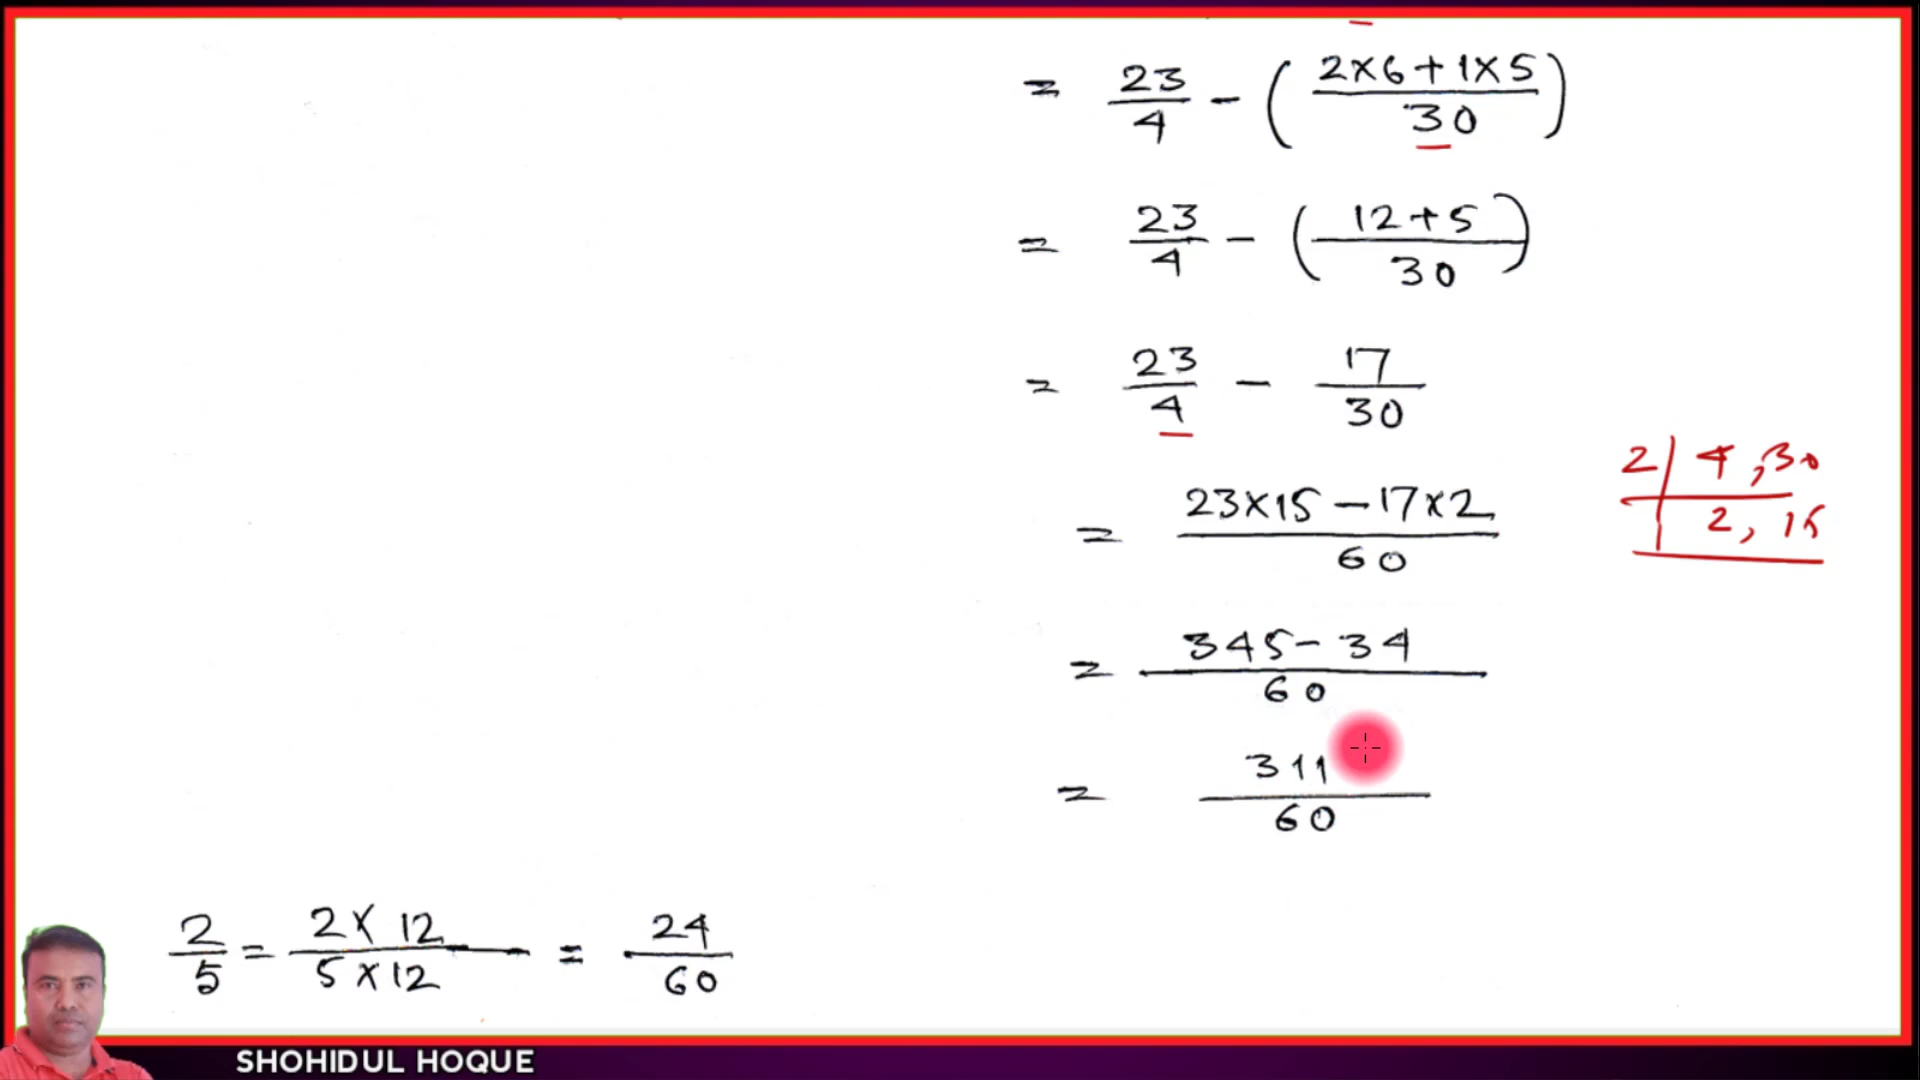 = 23/4 - (2×6+1×5/30)
= 23/4 - (12+5/30)
= 23/4 - 17/30
2 | 4, 30
2, 15
= 23×15-17×2/60
= 345-34/60
= 311/60
2/5 = 2×12/5×12 = 24/60
SHOHIDUL HOQUE